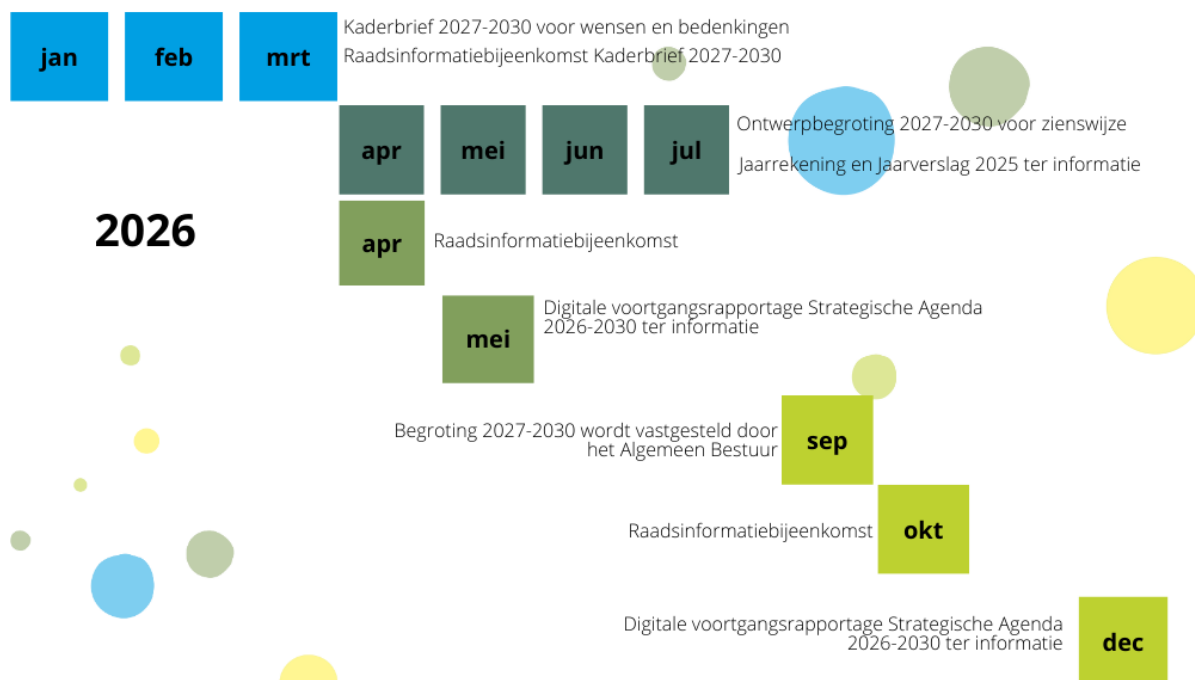 jan
feb
mrt
Kaderbrief 2027-2030 voor wensen en bedenkingen
Raadsinformatiebijeenkomst Kaderbrief 2027-2030
apr
mei
jun
jul
Ontwerpbegroting 2027-2030 voor zienswijze
Jaarrekening en Jaarverslag 2025 ter informatie
2026
apr
Raadsinformatiebijeenkomst
mei
Digitale voortgangsrapportage Strategische Agenda
2026-2030 ter informatie
Begroting 2027-2030 wordt vastgesteld door
het Algemeen Bestuur
sep
Raadsinformatiebijeenkomst
okt
Digitale voortgangsrapportage Strategische Agenda
2026-2030 ter informatie
dec